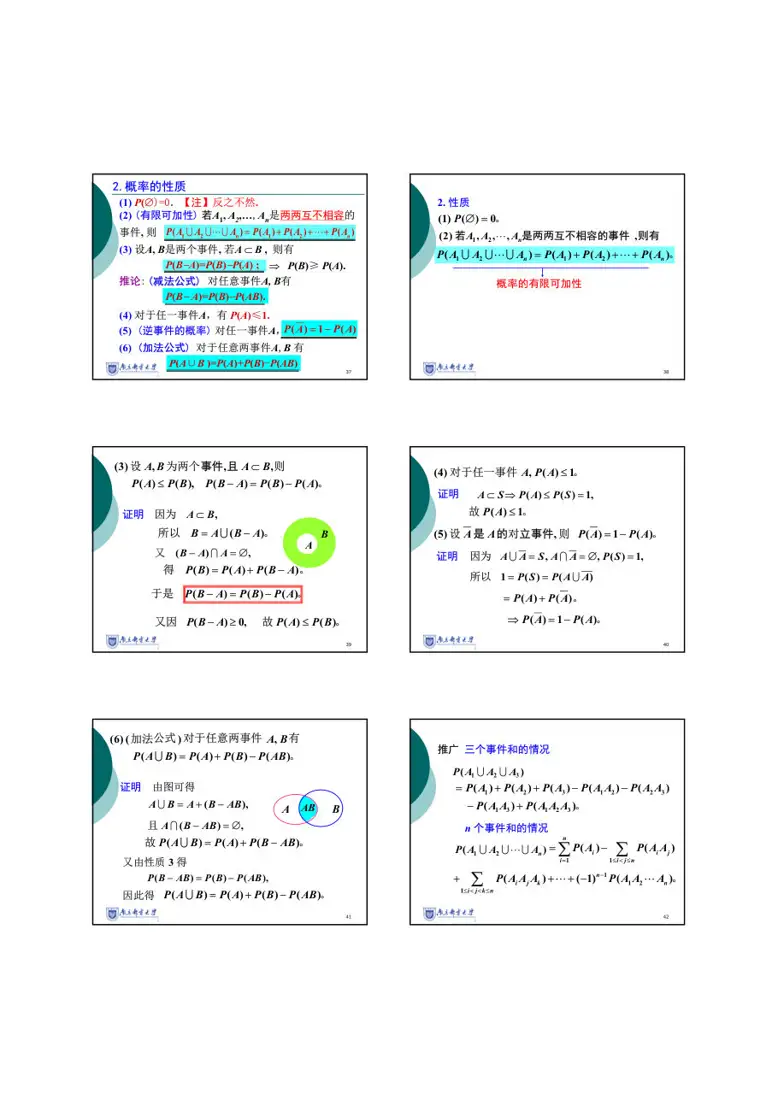 2.概率的性质
(1) P(∅)=0. 【注】反之不然.
(2) (有限可加性) 若A₁, A₂,…, Aₙ是两两互不相容的
事件, 则 P(A₁∪A₂∪⋯∪Aₙ) = P(A₁)+P(A₂)+⋯+P(Aₙ)
(3) 设A, B是两个事件, 若A⊂B , 则有
P(B−A)=P(B)−P(A) ; ⇒ P(B)≥ P(A).
推论: (减法公式) 对任意事件A, B有
P(B−A)=P(B)−P(AB).
(4) 对于任一事件A，有 P(A)≤1.
(5) (逆事件的概率) 对任一事件A, P(A̅) = 1 − P(A)
(6) (加法公式) 对于任意两事件A, B 有
P(A∪B )=P(A)+P(B)−P(AB)
37
2. 性质
(1) P(∅) = 0。
(2) 若A₁, A₂,⋯, Aₙ是两两互不相容的事件 ,则有
P(A₁∪A₂∪⋯∪Aₙ) = P(A₁) + P(A₂) +⋯+ P(Aₙ)。
概率的有限可加性
38
(3) 设 A, B 为两个事件,且 A⊂B,则
P(A) ≤ P(B), P(B − A) = P(B) − P(A)。
证明 因为 A⊂B,
所以 B = A∪(B − A)。
又 (B − A)∩A = ∅,
得 P(B) = P(A) + P(B − A)。
于是 P(B − A) = P(B) − P(A)。
又因 P(B − A) ≥ 0, 故 P(A) ≤ P(B)。
B
A
39
(4) 对于任一事件 A, P(A) ≤ 1。
证明 A⊂S⇒ P(A) ≤ P(S) = 1,
故 P(A) ≤ 1。
(5) 设 A̅ 是 A 的对立事件, 则 P(A̅) = 1 − P(A)。
证明 因为 A∪A̅ = S, A∩A̅ = ∅, P(S) = 1,
所以 1 = P(S) = P(A∪A̅)
= P(A) + P(A̅)。
⇒ P(A̅) = 1 − P(A)。
40
(6) (加法公式) 对于任意两事件 A, B 有
P(A∪B) = P(A) + P(B) − P(AB)。
证明 由图可得
A∪B = A + (B − AB),
且 A∩(B − AB) = ∅,
故 P(A∪B) = P(A) + P(B − AB)。
又由性质 3 得
P(B − AB) = P(B) − P(AB),
因此得 P(A∪B) = P(A) + P(B) − P(AB)。
A AB B
41
推广 三个事件和的情况
P(A₁∪A₂∪A₃)
= P(A₁) + P(A₂) + P(A₃) − P(A₁A₂) − P(A₂A₃)
− P(A₁A₃) + P(A₁A₂A₃)。
n 个事件和的情况
P(A₁∪A₂∪⋯∪Aₙ) = ∑ᵢ₌₁ⁿ P(Aᵢ) − ∑_{1≤i<j≤n} P(AᵢAⱼ)
+ ∑_{1≤i<j<k≤n} P(AᵢAⱼAₖ) +⋯+ (−1)ⁿ⁻¹ P(A₁A₂⋯Aₙ)。
42